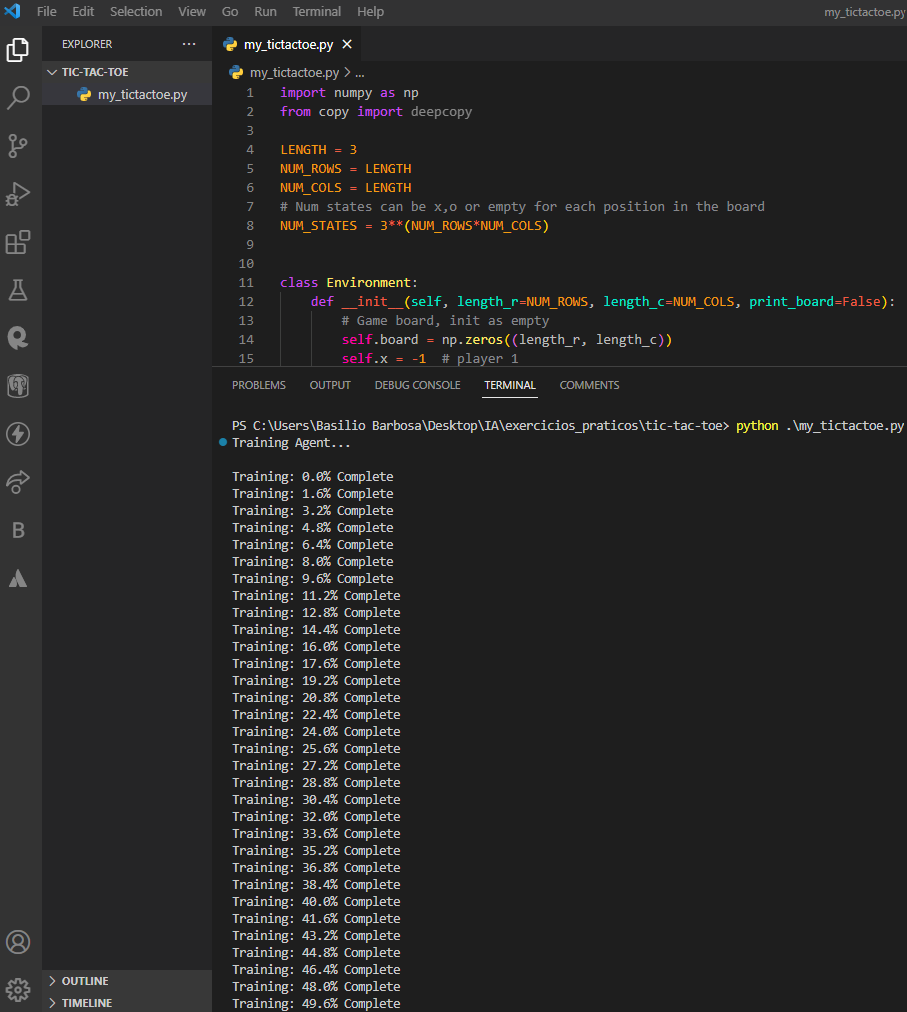 File Edit Selection View Go Run Terminal Help my_tictactoe.py
EXPLORER ···
TIC-TAC-TOE
my_tictactoe.py
my_tictactoe.py ×
my_tictactoe.py > ...
1 import numpy as np
2 from copy import deepcopy
3
4 LENGTH = 3
5 NUM_ROWS = LENGTH
6 NUM_COLS = LENGTH
7 # Num states can be x,o or empty for each position in the board
8 NUM_STATES = 3**(NUM_ROWS*NUM_COLS)
9
10
11 class Environment:
12 def __init__(self, length_r=NUM_ROWS, length_c=NUM_COLS, print_board=False):
13 # Game board, init as empty
14 self.board = np.zeros((length_r, length_c))
15 self.x = -1 # player 1
PROBLEMS OUTPUT DEBUG CONSOLE TERMINAL COMMENTS
PS C:\Users\Basilio Barbosa\Desktop\IA\exercicios_praticos\tic-tac-toe> python .\my_tictactoe.py
Training Agent...
Training: 0.0% Complete
Training: 1.6% Complete
Training: 3.2% Complete
Training: 4.8% Complete
Training: 6.4% Complete
Training: 8.0% Complete
Training: 9.6% Complete
Training: 11.2% Complete
Training: 12.8% Complete
Training: 14.4% Complete
Training: 16.0% Complete
Training: 17.6% Complete
Training: 19.2% Complete
Training: 20.8% Complete
Training: 22.4% Complete
Training: 24.0% Complete
Training: 25.6% Complete
Training: 27.2% Complete
Training: 28.8% Complete
Training: 30.4% Complete
Training: 32.0% Complete
Training: 33.6% Complete
Training: 35.2% Complete
Training: 36.8% Complete
Training: 38.4% Complete
Training: 40.0% Complete
Training: 41.6% Complete
Training: 43.2% Complete
Training: 44.8% Complete
Training: 46.4% Complete
Training: 48.0% Complete
Training: 49.6% Complete
B
OUTLINE
TIMELINE